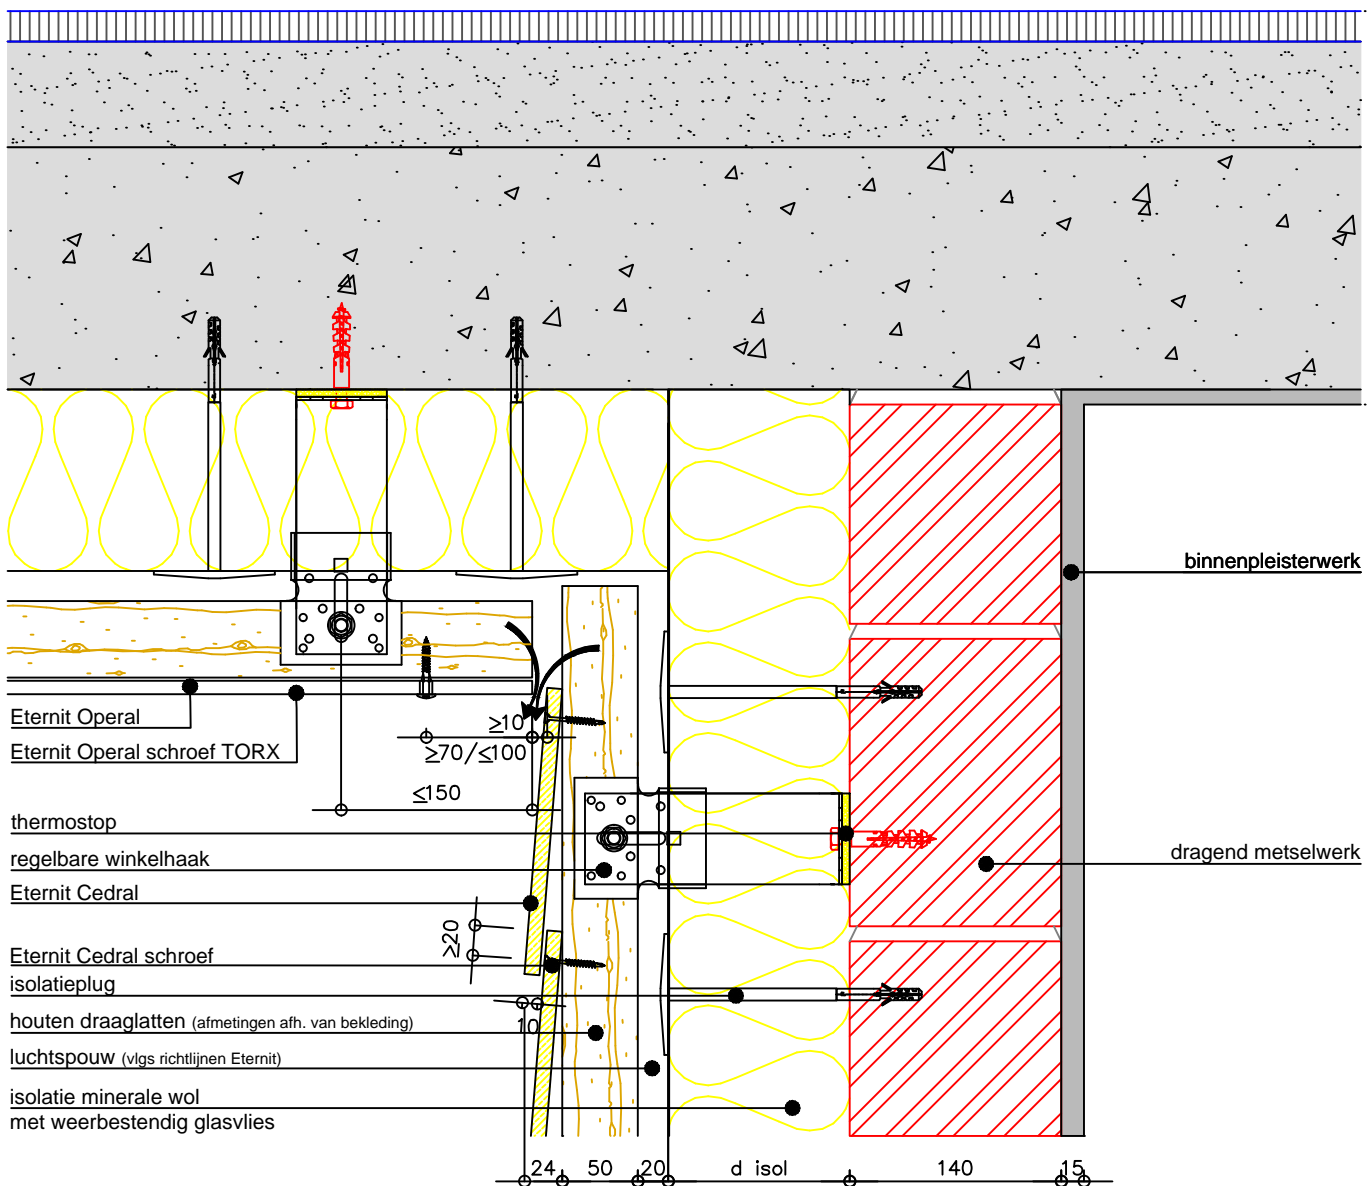 binnenpleisterwerk
Eternit Operal
Eternit Operal schroef TORX
≥10
≥70/≤100
≤150
thermostop
regelbare winkelhaak
dragend metselwerk
Eternit Cedral
≥20
Eternit Cedral schroef
isolatieplug
10
houten draaglatten (afmetingen afh. van bekleding)
luchtspouw (vlgs richtlijnen Eternit)
isolatie minerale wol
met weerbestendig glasvlies
24 50 20 d isol 140 15